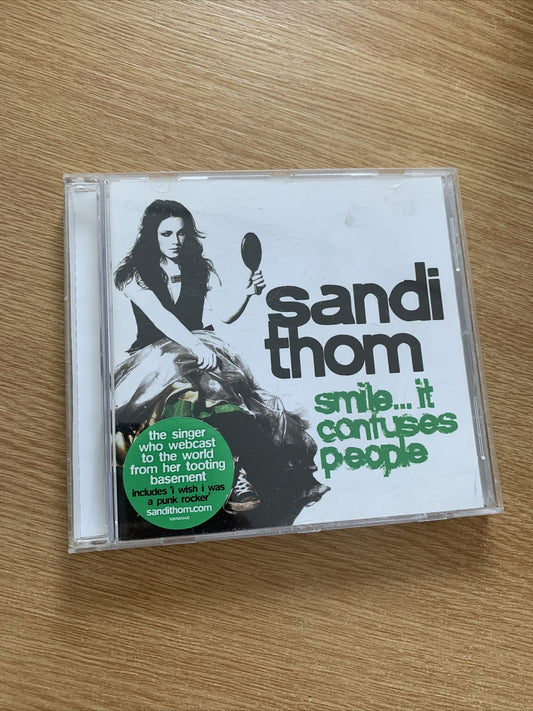 sandi
thom
smile... it
confuses
people
the singer
who webcast
to the world
from her tooting
basement
includes 'i wish i was
a punk rocker'
sandithom.com